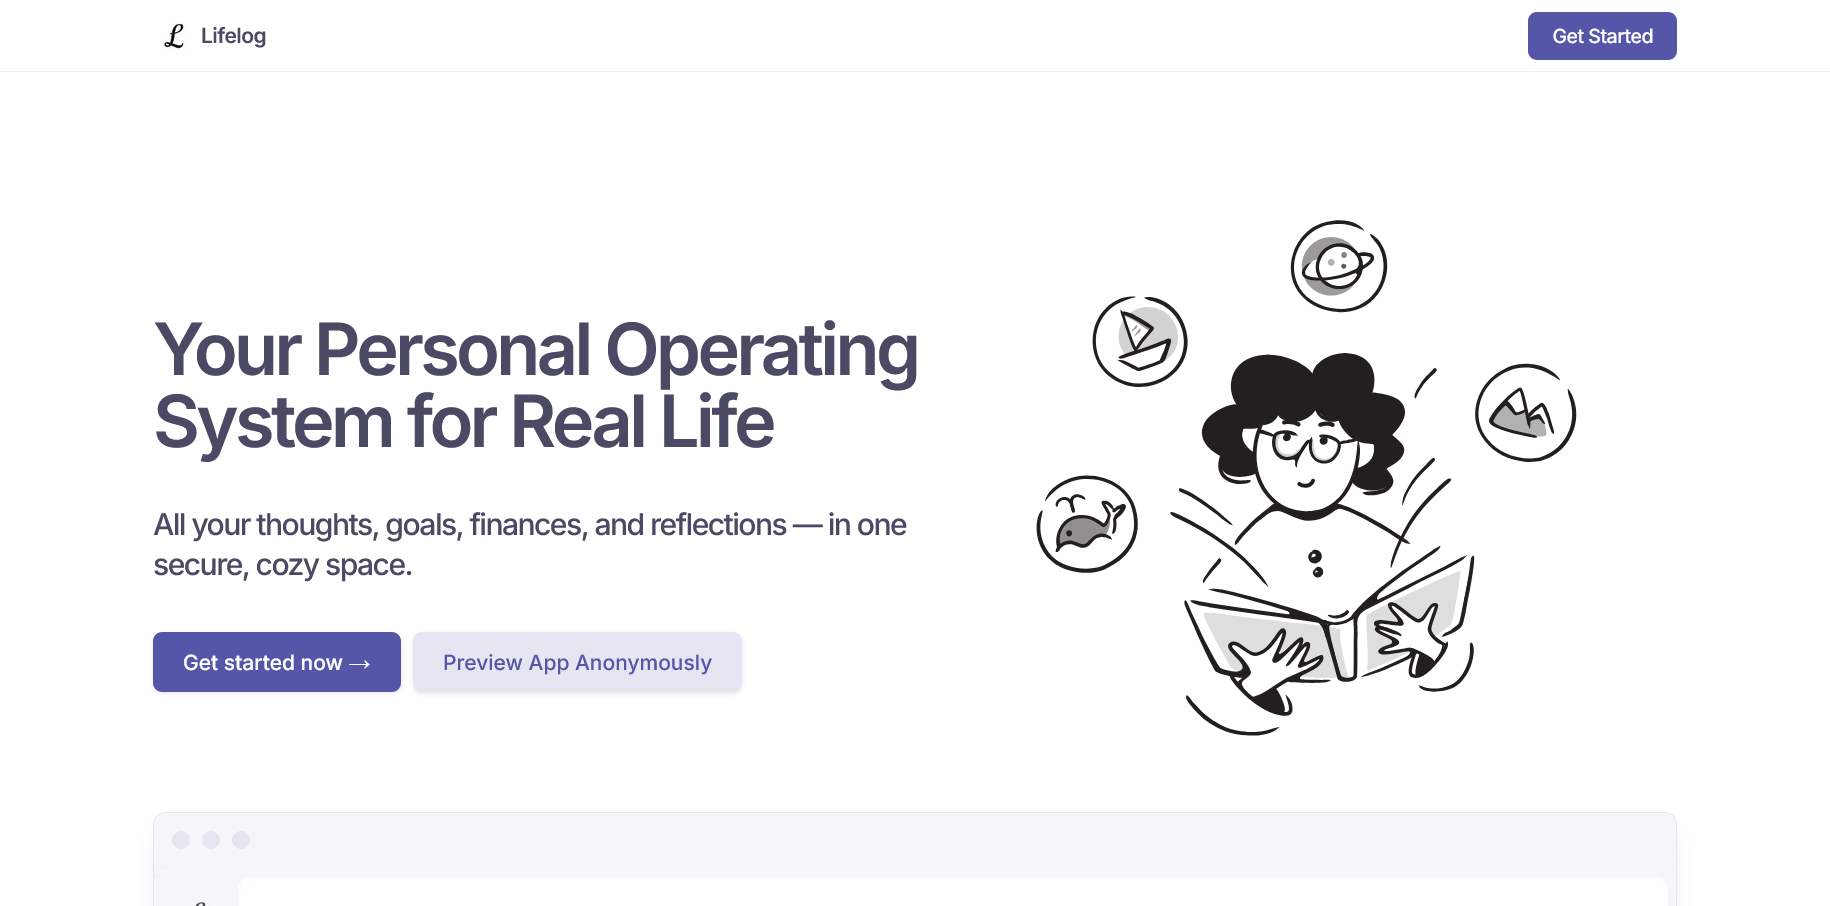 ℒ Lifelog
Get Started
Your Personal Operating
System for Real Life
All your thoughts, goals, finances, and reflections — in one
secure, cozy space.
Get started now →
Preview App Anonymously